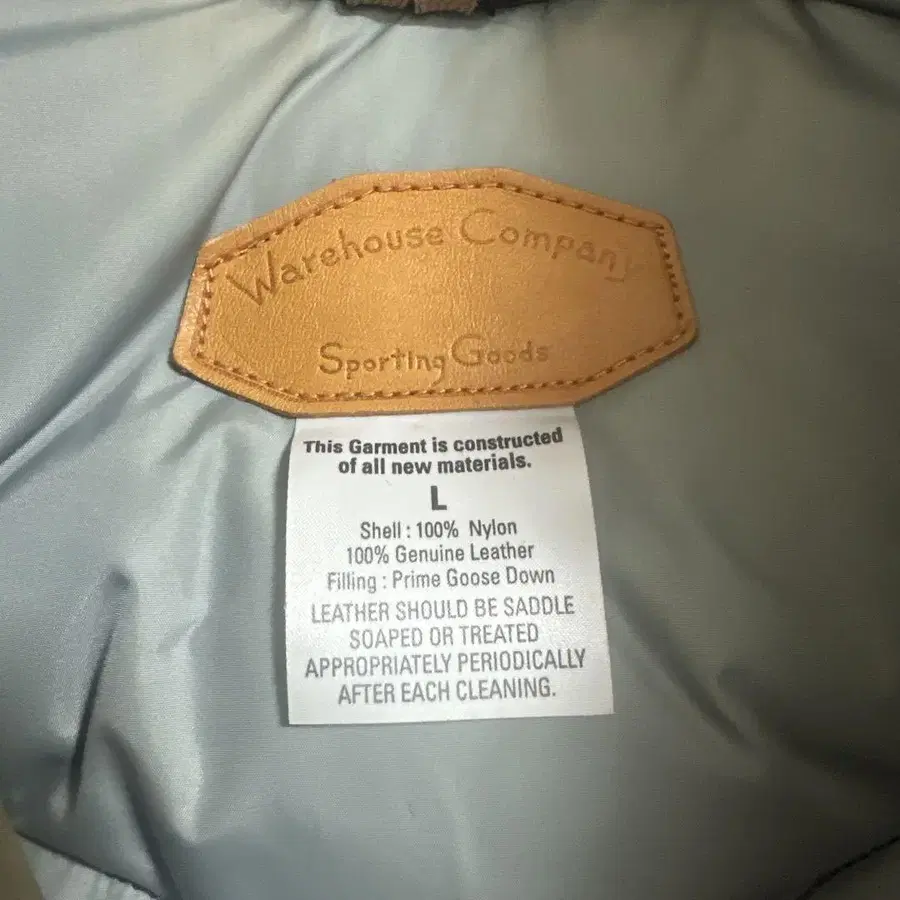 Warehouse Company
Sporting Goods
This Garment is constructed
of all new materials.
L
Shell : 100% Nylon
100% Genuine Leather
Filling : Prime Goose Down
LEATHER SHOULD BE SADDLE
SOAPED OR TREATED
APPROPRIATELY PERIODICALLY
AFTER EACH CLEANING.